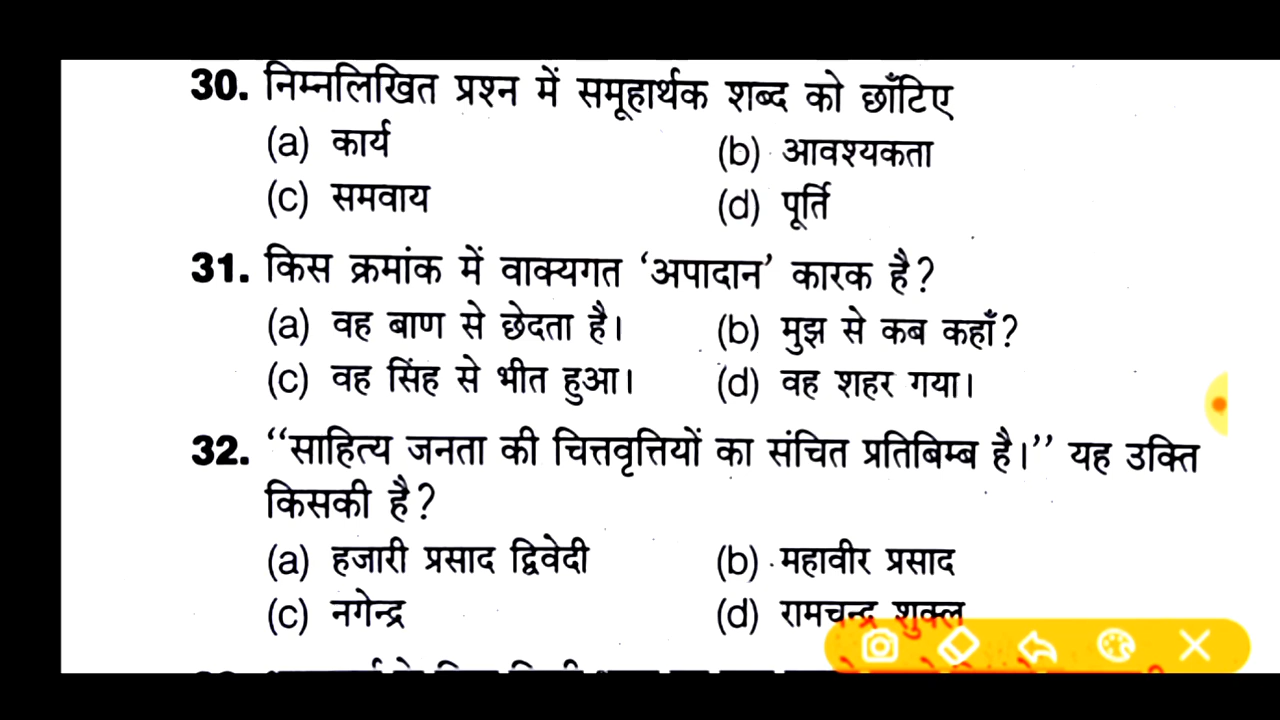 30. निम्नलिखित प्रश्न में समूहार्थक शब्द को छाँटिए
(a) कार्य (b) आवश्यकता
(c) समवाय (d) पूर्ति
31. किस क्रमांक में वाक्यगत ‘अपादान’ कारक है?
(a) वह बाण से छेदता है। (b) मुझ से कब कहाँ?
(c) वह सिंह से भीत हुआ। (d) वह शहर गया।
32. ‘‘साहित्य जनता की चित्तवृत्तियों का संचित प्रतिबिम्ब है।’’ यह उक्ति
किसकी है?
(a) हजारी प्रसाद द्विवेदी (b) महावीर प्रसाद
(c) नगेन्द्र (d) रामचन्द्र शुक्ल